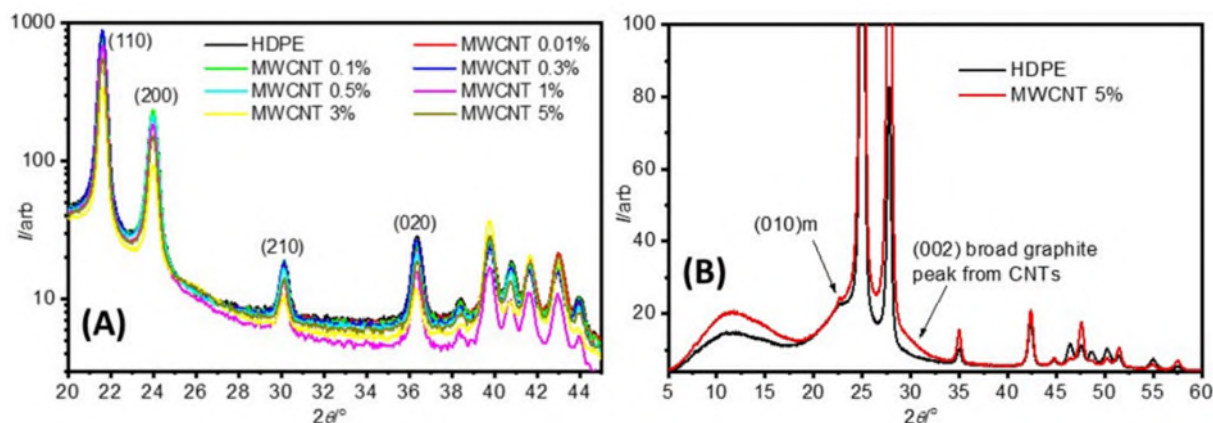 1000
100
10
I/arb
(110)
(200)
(210)
(020)
HDPE
MWCNT 0.01%
MWCNT 0.1%
MWCNT 0.3%
MWCNT 0.5%
MWCNT 1%
MWCNT 3%
MWCNT 5%
(A)
20 22 24 26 28 30 32 34 36 38 40 42 44
2θ/°
100
80
60
40
20
I/arb
HDPE
MWCNT 5%
(010)m
(002) broad graphite
peak from CNTs
(B)
5 10 15 20 25 30 35 40 45 50 55 60
2θ/°